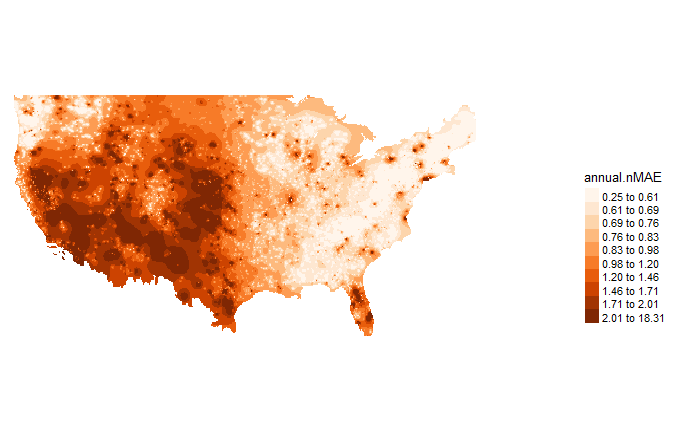 annual.nMAE
0.25 to 0.61
0.61 to 0.69
0.69 to 0.76
0.76 to 0.83
0.83 to 0.98
0.98 to 1.20
1.20 to 1.46
1.46 to 1.71
1.71 to 2.01
2.01 to 18.31